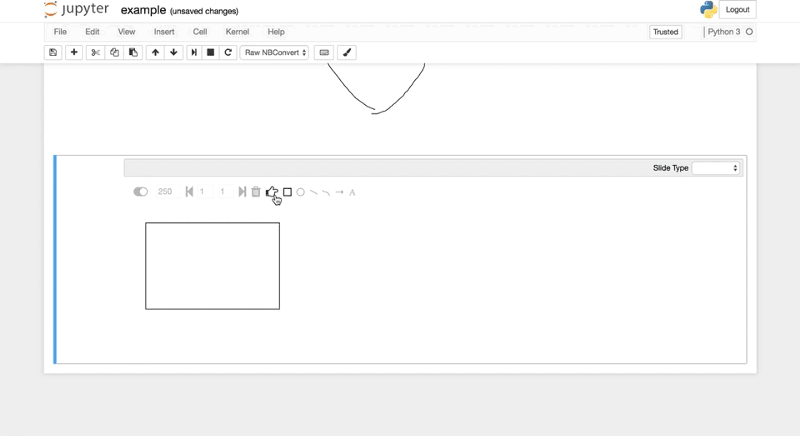 jupyter example (unsaved changes) Logout
File Edit View Insert Cell Kernel Help Trusted Python 3
Raw NBConvert
Slide Type
250 1 1 A